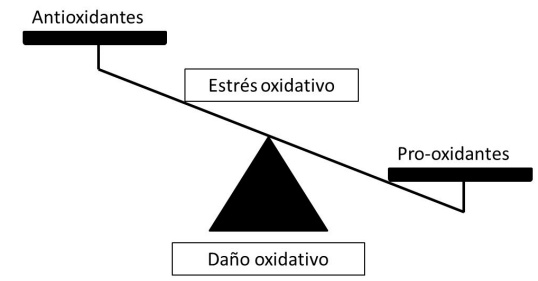 Antioxidantes
Estrés oxidativo
Pro-oxidantes
Daño oxidativo